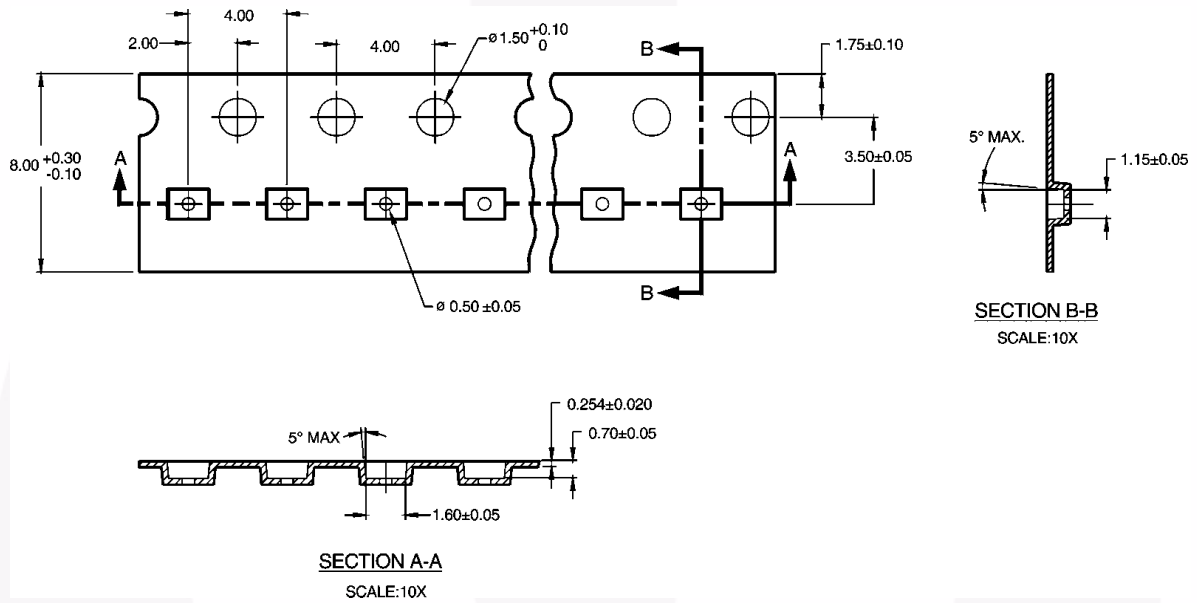 4.00
2.00
4.00
ø1.50 +0.10
0
B
1.75±0.10
8.00 +0.30
-0.10
A
A
3.50±0.05
5° MAX.
1.15±0.05
B
ø 0.50 ±0.05
SECTION B-B
SCALE:10X
0.254±0.020
5° MAX
0.70±0.05
1.60±0.05
SECTION A-A
SCALE:10X